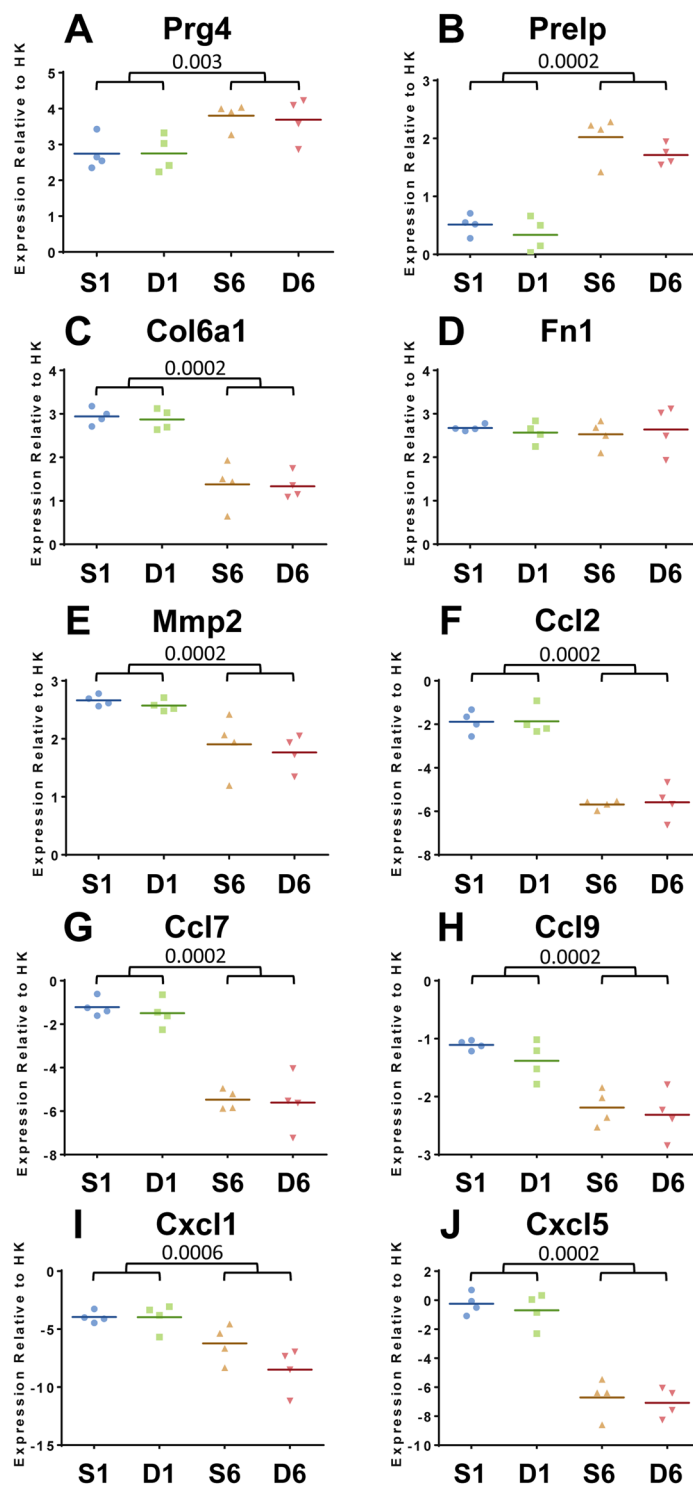 A Prg4
0.003
Expression Relative to HK
5
4
3
2
1
0
S1 D1 S6 D6
B Prelp
0.0002
Expression Relative to HK
3
2
1
0
S1 D1 S6 D6
C Col6a1
0.0002
Expression Relative to HK
4
3
2
1
0
S1 D1 S6 D6
D Fn1
Expression Relative to HK
4
3
2
1
0
S1 D1 S6 D6
E Mmp2
0.0002
Expression Relative to HK
3
2
1
0
S1 D1 S6 D6
F Ccl2
0.0002
Expression Relative to HK
0
-2
-4
-6
-8
S1 D1 S6 D6
G Ccl7
0.0002
Expression Relative to HK
0
-2
-4
-6
-8
S1 D1 S6 D6
H Ccl9
0.0002
Expression Relative to HK
0
-1
-2
-3
S1 D1 S6 D6
I Cxcl1
0.0006
Expression Relative to HK
0
-5
-10
-15
S1 D1 S6 D6
J Cxcl5
0.0002
Expression Relative to HK
2
0
-2
-4
-6
-8
-10
S1 D1 S6 D6